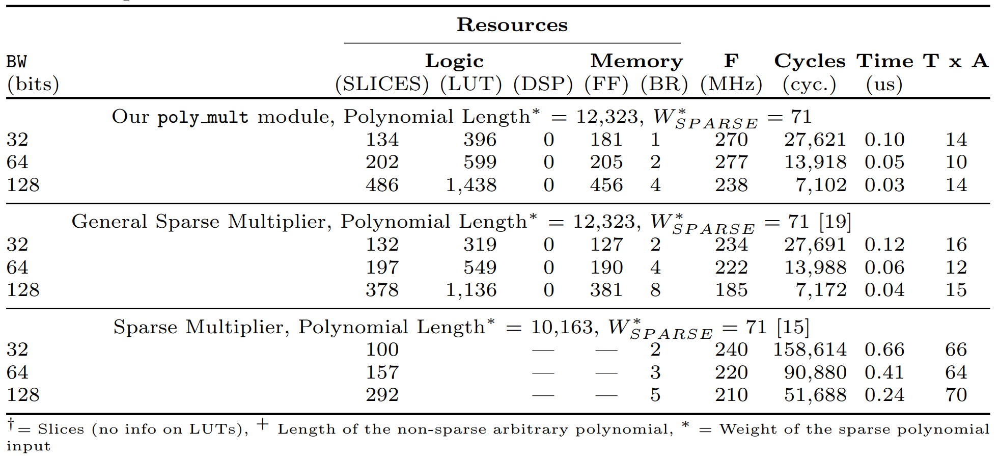 Resources
Logic Memory F Cycles Time T x A
BW
(bits) (SLICES) (LUT) (DSP) (FF) (BR) (MHz) (cyc.) (us)
Our poly_mult module, Polynomial Length* = 12,323, W*SPARSE = 71
32 134 396 0 181 1 270 27,621 0.10 14
64 202 599 0 205 2 277 13,918 0.05 10
128 486 1,438 0 456 4 238 7,102 0.03 14
General Sparse Multiplier, Polynomial Length* = 12,323, W*SPARSE = 71 [19]
32 132 319 0 127 2 234 27,691 0.12 16
64 197 549 0 190 4 222 13,988 0.06 12
128 378 1,136 0 381 8 185 7,172 0.04 15
Sparse Multiplier, Polynomial Length* = 10,163, W*SPARSE = 71 [15]
32 100 — — 2 240 158,614 0.66 66
64 157 — — 3 220 90,880 0.41 64
128 292 — — 5 210 51,688 0.24 70
†= Slices (no info on LUTs), + Length of the non-sparse arbitrary polynomial, * = Weight of the sparse polynomial
input